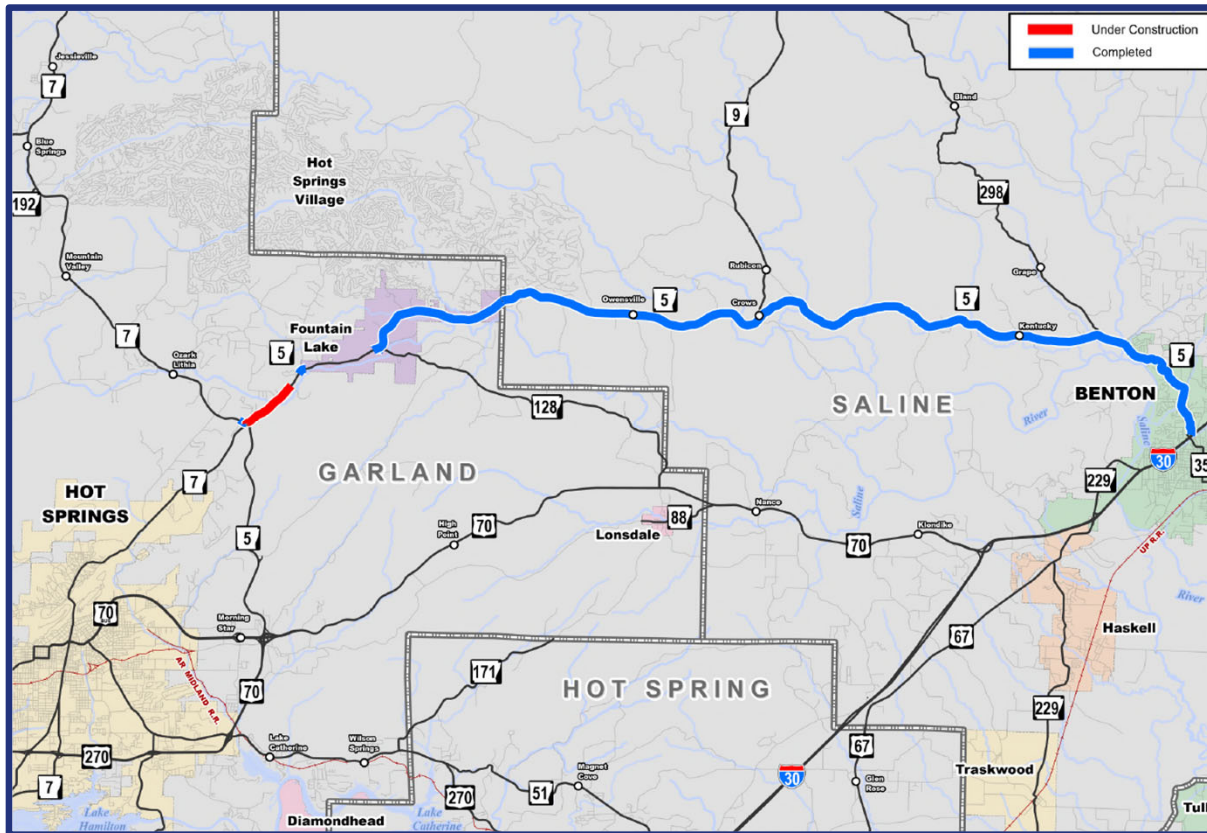 Under Construction
Completed
Jessieville
7
Blue
Springs
192
Mountain
Valley
7
Ozark
Lithia
Hot
Springs
Village
Fountain
Lake
5
9
Bland
298
Rubicon
Grape
Owensville
5
Crows
5
Kentucky
5
BENTON
128
SALINE
River
Saline
30
35
229
GARLAND
7
HOT
SPRINGS
5
High
Point
70
Lonsdale
88
Nance
Saline
70
Klondike
UP R.R.
River
Haskell
67
70
BUS
Morning
Star
AR MIDLAND R.R.
70
171
HOT SPRING
229
270
7
Lake
Catherine
Wilson
Springs
270
51
Magnet
Cove
30
67
Glen
Rose
Traskwood
Lake
Hamilton
Diamondhead
Lake
Catherine
Tull